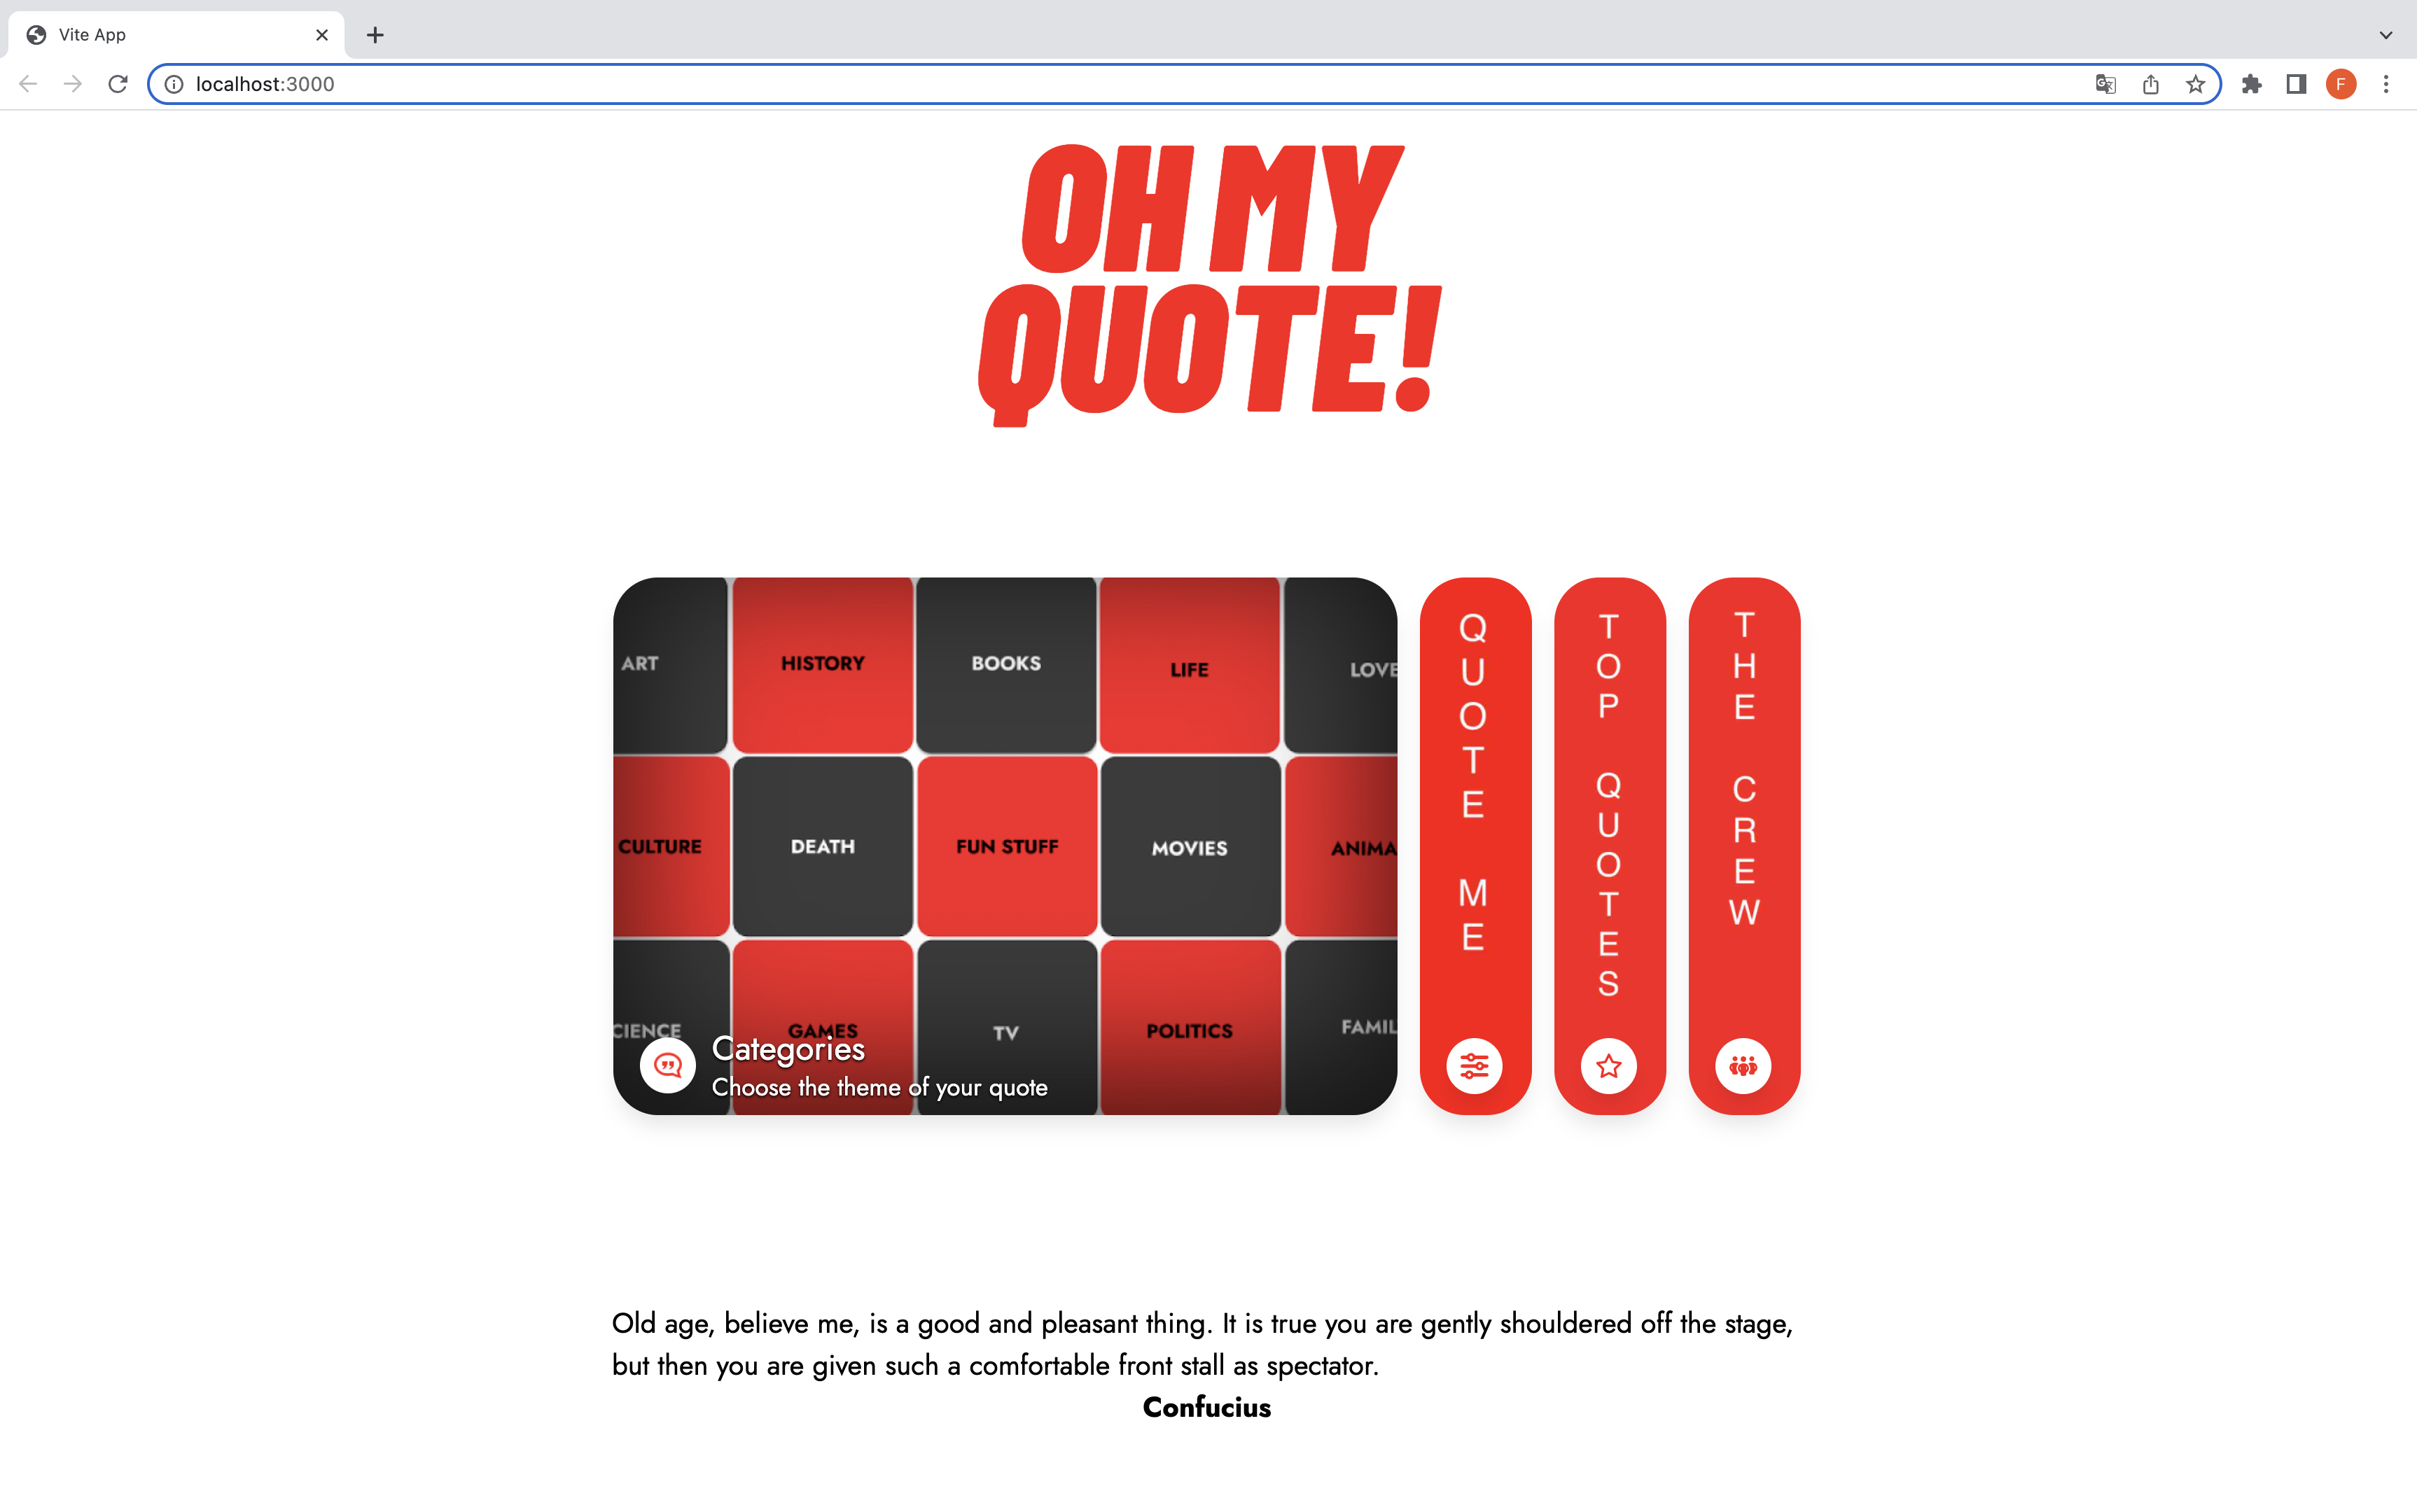 Vite App
localhost:3000
F
OH MY
QUOTE!
ART
HISTORY
BOOKS
LIFE
LOVE
CULTURE
DEATH
FUN STUFF
MOVIES
ANIMA
CIENCE
GAMES
TV
POLITICS
FAMIL
Categories
Choose the theme of your quote
QUOTE ME
TOP QUOTES
THE CREW
Old age, believe me, is a good and pleasant thing. It is true you are gently shouldered off the stage,
but then you are given such a comfortable front stall as spectator.
Confucius